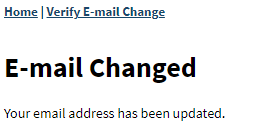 Home | Verify E-mail Change
E-mail Changed
Your email address has been updated.